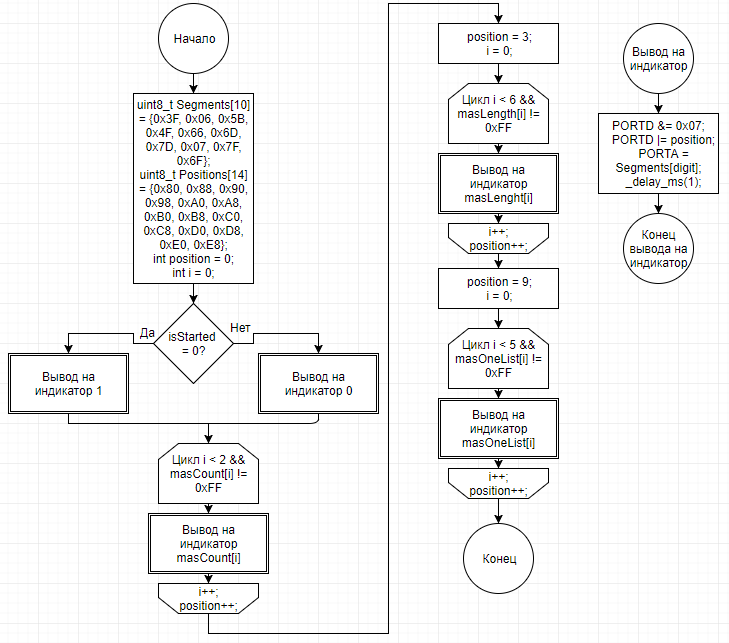 Начало
uint8_t Segments[10]
= {0x3F, 0x06, 0x5B,
0x4F, 0x66, 0x6D,
0x7D, 0x07, 0x7F,
0x6F};
uint8_t Positions[14]
= {0x80, 0x88, 0x90,
0x98, 0xA0, 0xA8,
0xB0, 0xB8, 0xC0,
0xC8, 0xD0, 0xD8,
0xE0, 0xE8};
int position = 0;
int i = 0;
isStarted
= 0?
Да
Нет
Вывод на
индикатор 1
Вывод на
индикатор 0
Цикл i < 2 &&
masCount[i] !=
0xFF
Вывод на
индикатор
masCount[i]
i++;
position++;
position = 3;
i = 0;
Цикл i < 6 &&
masLength[i] !=
0xFF
Вывод на
индикатор
masLenght[i]
i++;
position++;
position = 9;
i = 0;
Цикл i < 5 &&
masOneList[i] !=
0xFF
Вывод на
индикатор
masOneList[i]
i++;
position++;
Конец
Вывод на
индикатор
PORTD &= 0x07;
PORTD |= position;
PORTA =
Segments[digit];
_delay_ms(1);
Конец
вывода на
индикатор